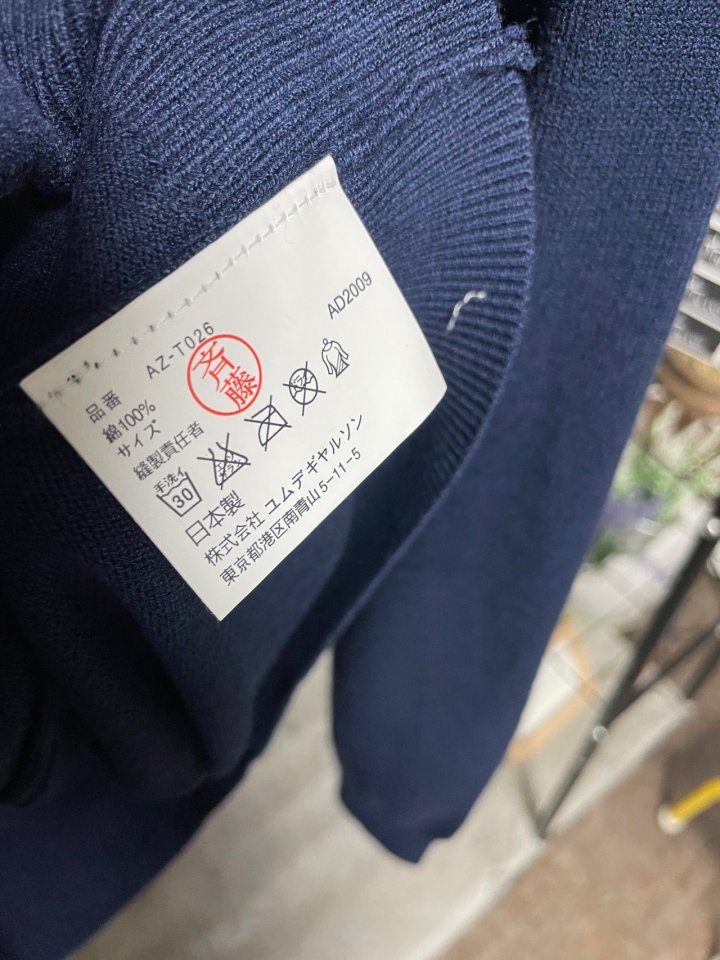 品番 AZ-T026 AD2009
綿100%
サイズ
縫製責任者 斉藤
手洗イ
30
日本製
株式会社 ユムデギヤルソン
東京都港区南青山5-11-5